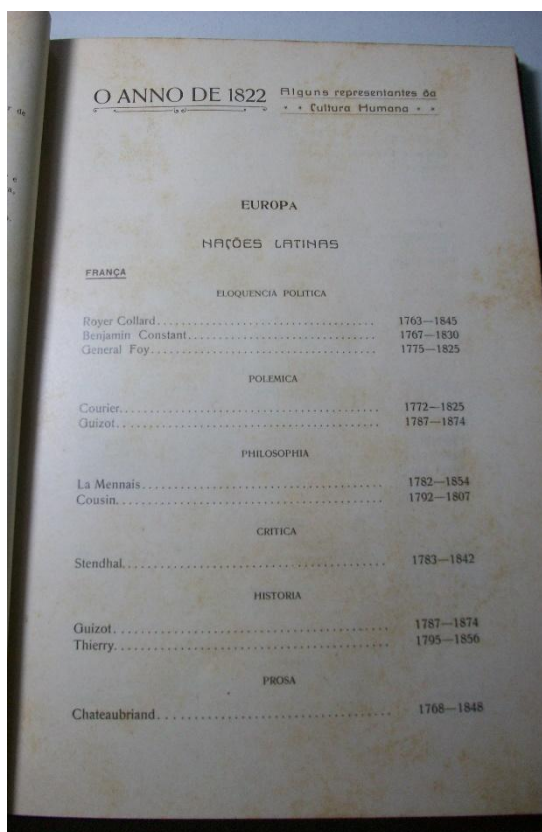 O ANNO DE 1822
Alguns representantes da
Cultura Humana
EUROPA
NAÇÕES LATINAS
FRANÇA
ELOQUENCIA POLITICA
Royer Collard 1763—1845
Benjamin Constant 1767—1830
General Foy 1775—1825
POLEMICA
Courier 1772—1825
Guizot 1787—1874
PHILOSOPHIA
La Mennais 1782—1854
Cousin 1792—1807
CRITICA
Stendhal 1783—1842
HISTORIA
Guizot 1787—1874
Thierry 1795—1856
PROSA
Chateaubriand 1768—1848